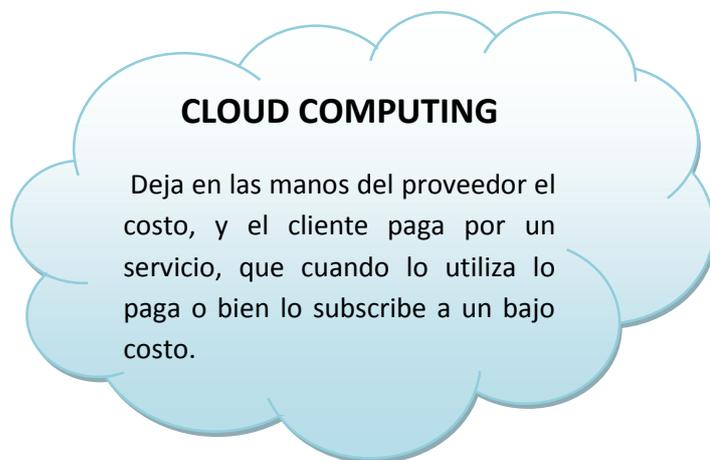 CLOUD COMPUTING
Deja en las manos del proveedor el
costo, y el cliente paga por un
servicio, que cuando lo utiliza lo
paga o bien lo subscribe a un bajo
costo.